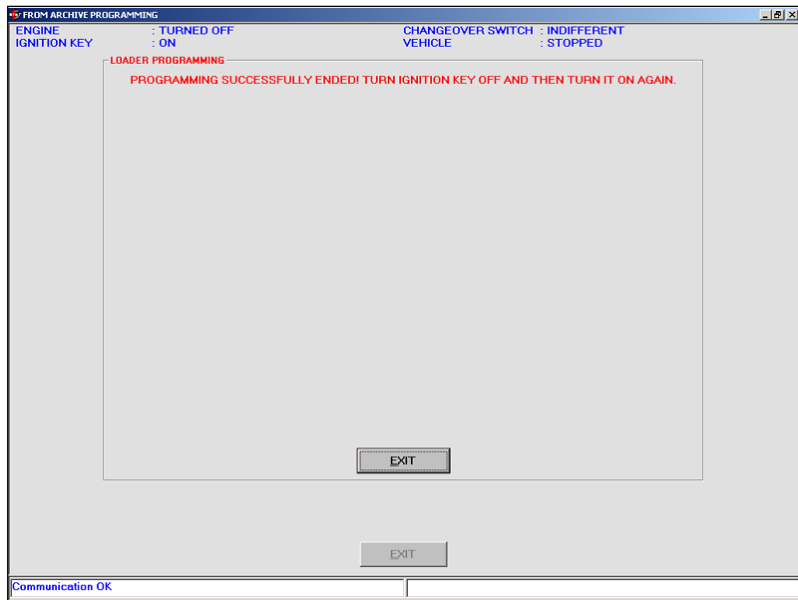 FROM ARCHIVE PROGRAMMING
ENGINE : TURNED OFF CHANGEOVER SWITCH : INDIFFERENT
IGNITION KEY : ON VEHICLE : STOPPED
LOADER PROGRAMMING
PROGRAMMING SUCCESSFULLY ENDED! TURN IGNITION KEY OFF AND THEN TURN IT ON AGAIN.
EXIT
EXIT
Communication OK